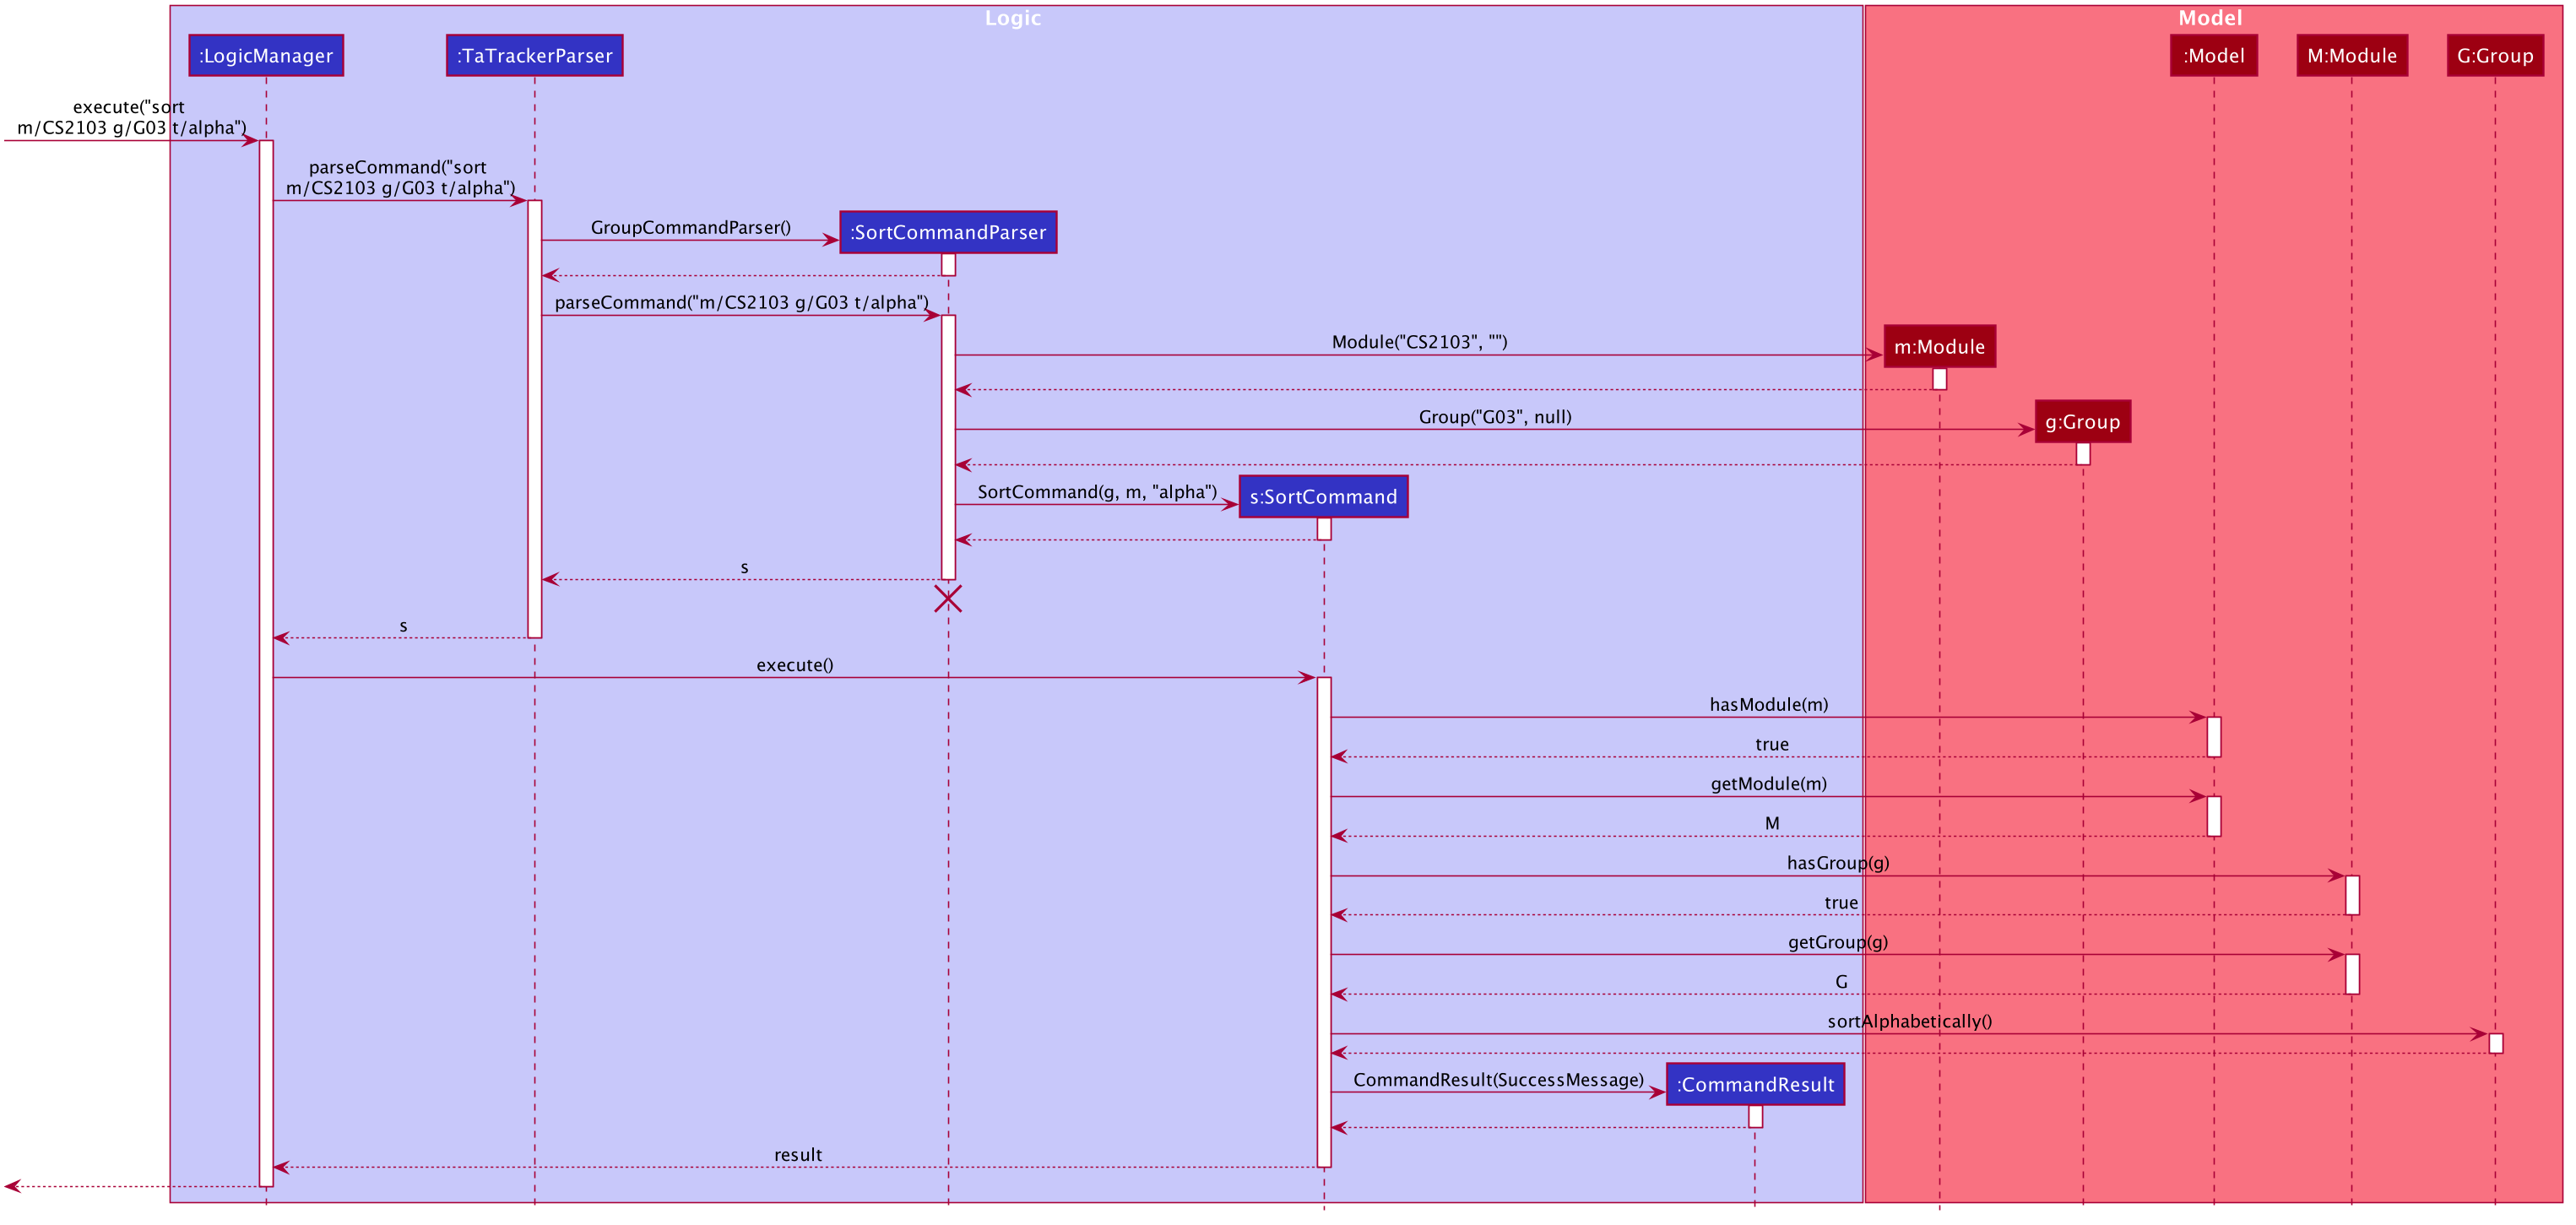 Logic
Model
:LogicManager
:TaTrackerParser
:Model
M:Module
G:Group
execute("sort
m/CS2103 g/G03 t/alpha")
parseCommand("sort
m/CS2103 g/G03 t/alpha")
GroupCommandParser()
:SortCommandParser
parseCommand("m/CS2103 g/G03 t/alpha")
Module("CS2103", "")
m:Module
Group("G03", null)
g:Group
SortCommand(g, m, "alpha")
s:SortCommand
s
s
execute()
hasModule(m)
true
getModule(m)
M
hasGroup(g)
true
getGroup(g)
G
sortAlphabetically()
CommandResult(SuccessMessage)
:CommandResult
result